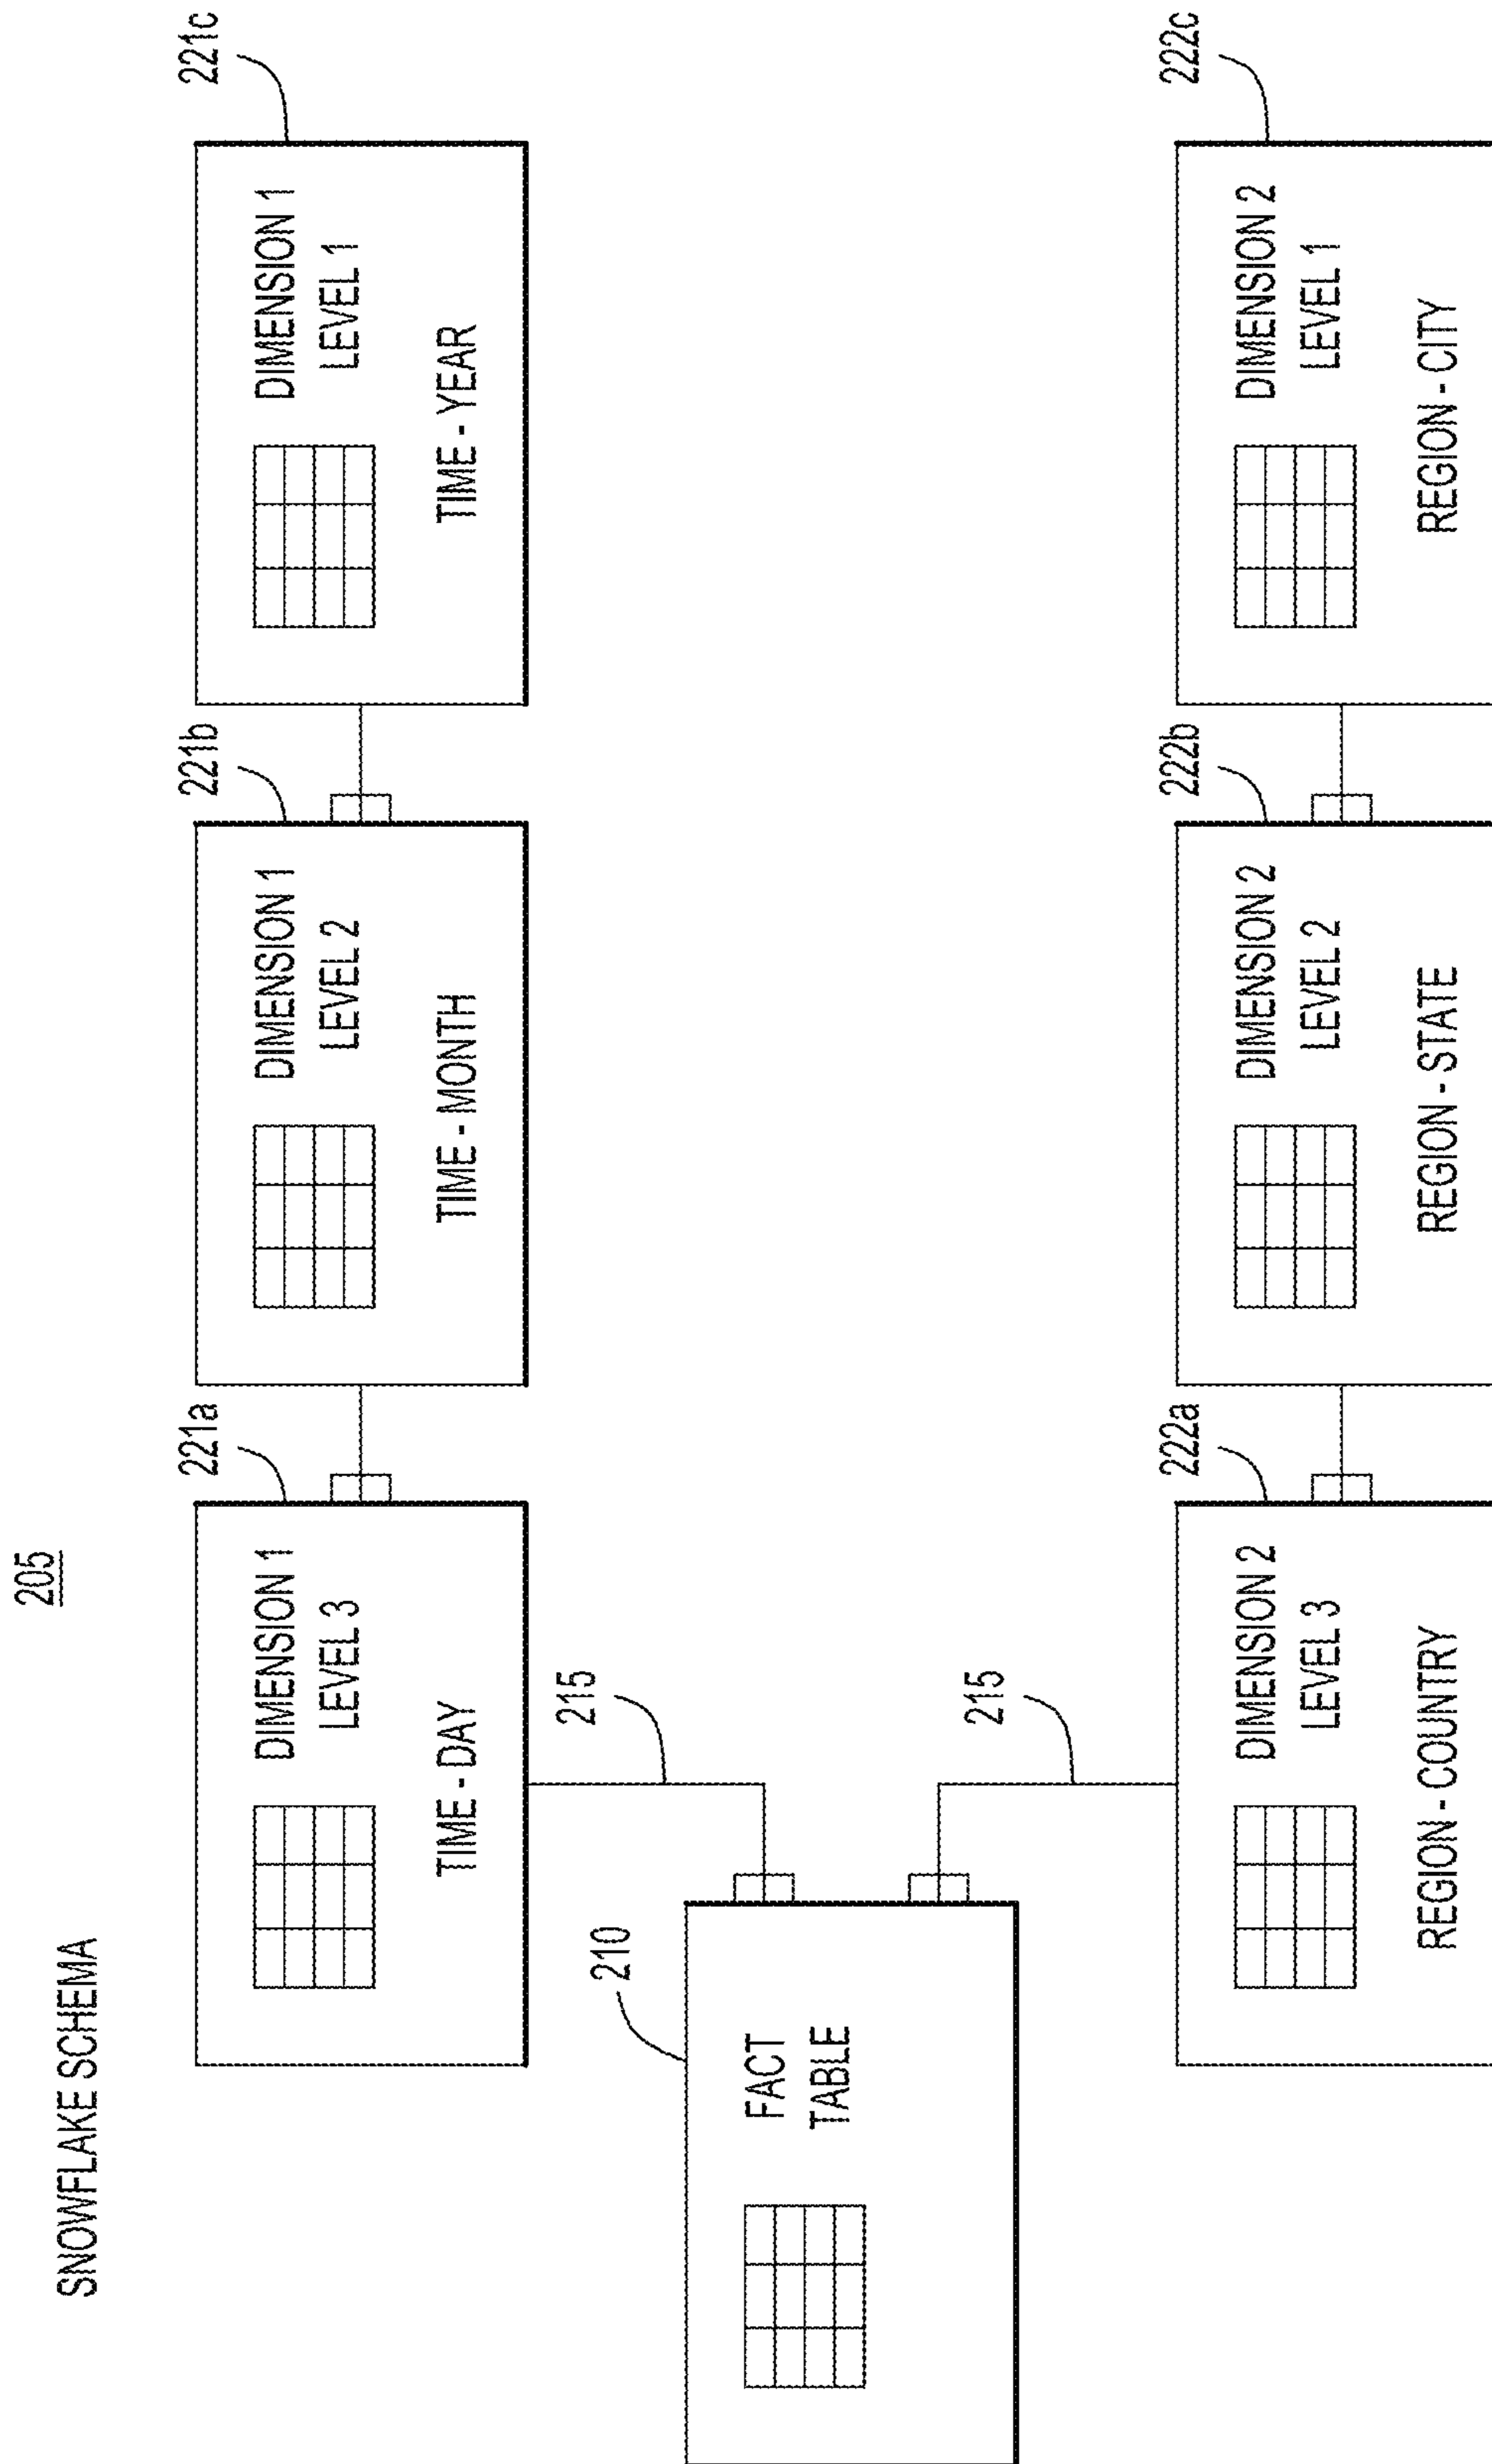 SNOWFLAKE SCHEMA
205
221a
221b
221c
DIMENSION 1
LEVEL 3
TIME - DAY
DIMENSION 1
LEVEL 2
TIME - MONTH
DIMENSION 1
LEVEL 1
TIME - YEAR
215
210
FACT
TABLE
215
222a
222b
222c
DIMENSION 2
LEVEL 3
REGION - COUNTRY
DIMENSION 2
LEVEL 2
REGION - STATE
DIMENSION 2
LEVEL 1
REGION - CITY